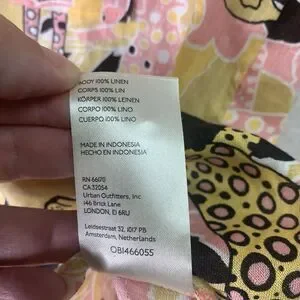 BODY 100% LINEN
CORPS 100% LIN
KÖRPER 100% LEINEN
CORPO 100% LINO
CUERPO 100% LINO
MADE IN INDONESIA
HECHO EN INDONESIA
RN 66170
CA 32054
Urban Outfitters, Inc
146 Brick Lane
LONDON, E1 6RU
Leidsestraat 32, 1017 PB
Amsterdam, Netherlands
OB1466055